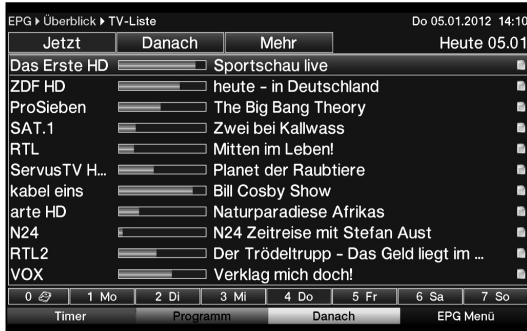 EPG ▸ Überblick ▸ TV-Liste Do 05.01.2012 14:10
Jetzt Danach Mehr Heute 05.01
Das Erste HD Sportschau live
ZDF HD heute - in Deutschland
ProSieben The Big Bang Theory
SAT.1 Zwei bei Kallwass
RTL Mitten im Leben!
ServusTV H... Planet der Raubtiere
kabel eins Bill Cosby Show
arte HD Naturparadiese Afrikas
N24 N24 Zeitreise mit Stefan Aust
RTL2 Der Trödeltrupp - Das Geld liegt im ...
VOX Verklag mich doch!
0 1 Mo 2 Di 3 Mi 4 Do 5 Fr 6 Sa 7 So
Timer Programm Danach EPG Menü